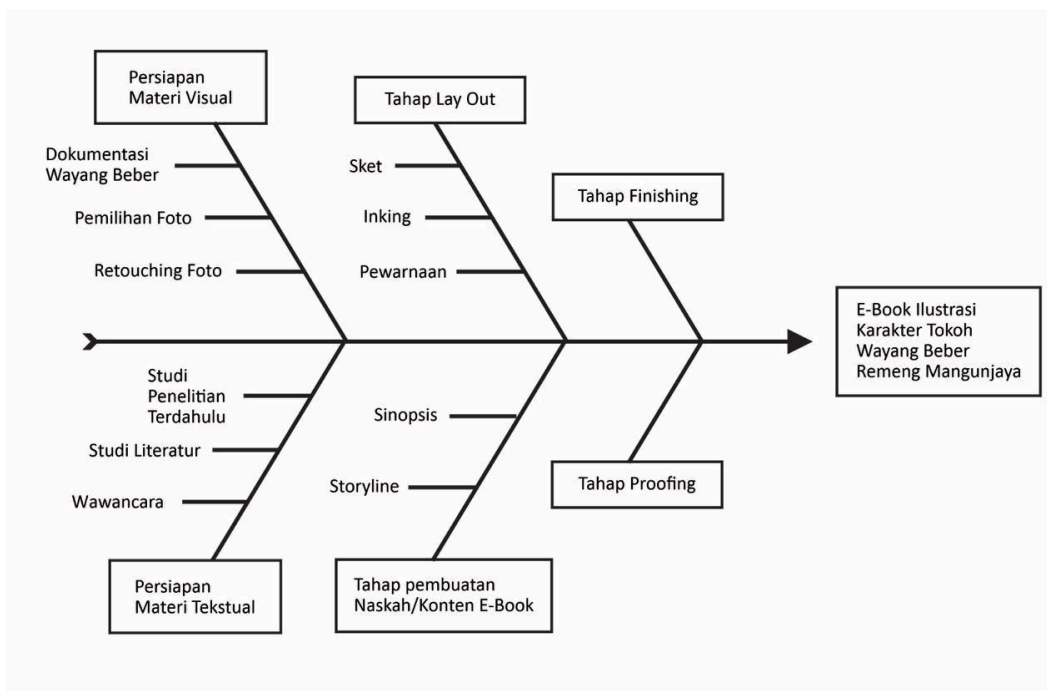 Persiapan
Materi Visual
Dokumentasi
Wayang Beber
Pemilihan Foto
Retouching Foto
Tahap Lay Out
Sket
Inking
Pewarnaan
Tahap Finishing
E-Book Ilustrasi
Karakter Tokoh
Wayang Beber
Remeng Mangunjaya
Studi
Penelitian
Terdahulu
Studi Literatur
Wawancara
Persiapan
Materi Tekstual
Sinopsis
Storyline
Tahap pembuatan
Naskah/Konten E-Book
Tahap Proofing